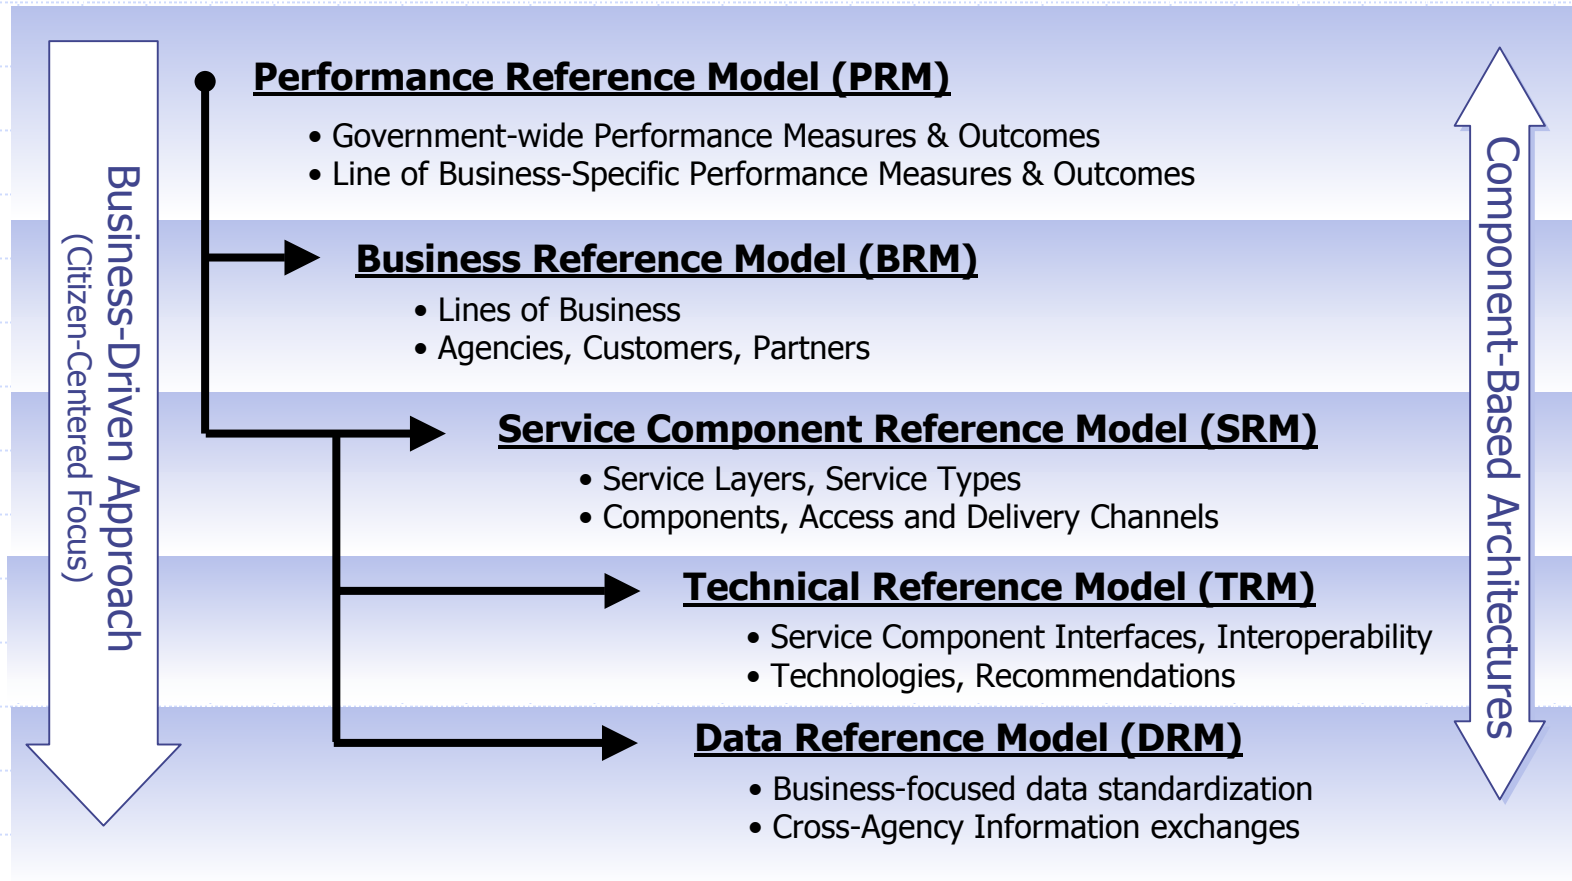 Performance Reference Model (PRM)
• Government-wide Performance Measures & Outcomes
• Line of Business-Specific Performance Measures & Outcomes
Business Reference Model (BRM)
• Lines of Business
• Agencies, Customers, Partners
Service Component Reference Model (SRM)
• Service Layers, Service Types
• Components, Access and Delivery Channels
Technical Reference Model (TRM)
• Service Component Interfaces, Interoperability
• Technologies, Recommendations
Data Reference Model (DRM)
• Business-focused data standardization
• Cross-Agency Information exchanges
Business-Driven Approach
(Citizen-Centered Focus)
Component-Based Architectures